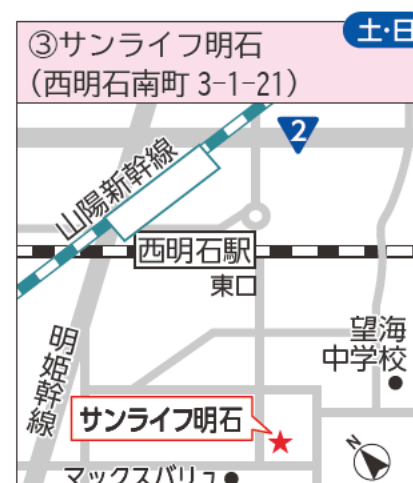 土・日
③サンライフ明石
（西明石南町 3-1-21）
2
山陽新幹線
西明石駅
東口
望海
中学校
明姫幹線
サンライフ明石
N
マックスバリュ